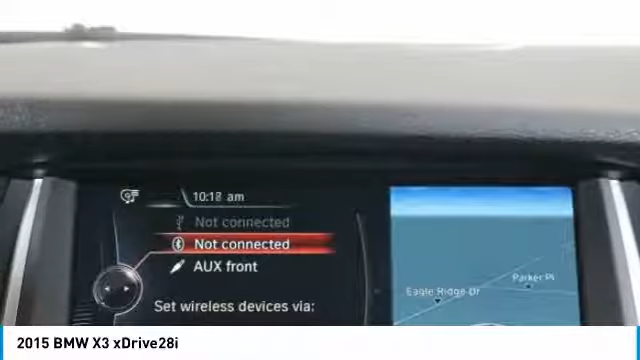 10:18 am
Not connected
Not connected
AUX front
Set wireless devices via:
Parker Pl
Eagle Ridge Dr
2015 BMW X3 xDrive28i